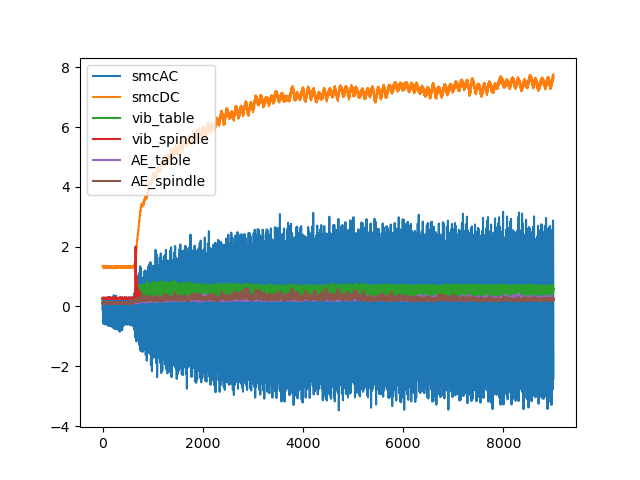 smcAC
smcDC
vib_table
vib_spindle
AE_table
AE_spindle
8
6
4
2
0
−2
−4
0 2000 4000 6000 8000